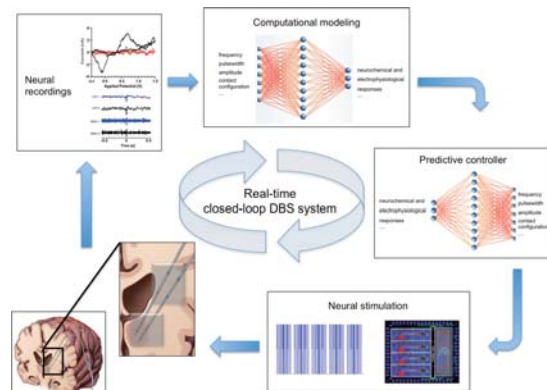 Neural
recordings
Applied Potential (V)
Time (s)
Computational modeling
frequency
pulsewidth
amplitude
contact
configuration
...
neurochemical and
electrophysiological
responses
...
Real-time
closed-loop DBS system
Predictive controller
neurochemical and
electrophysiological
responses
...
frequency
pulsewidth
amplitude
contact
configuration
...
Neural stimulation